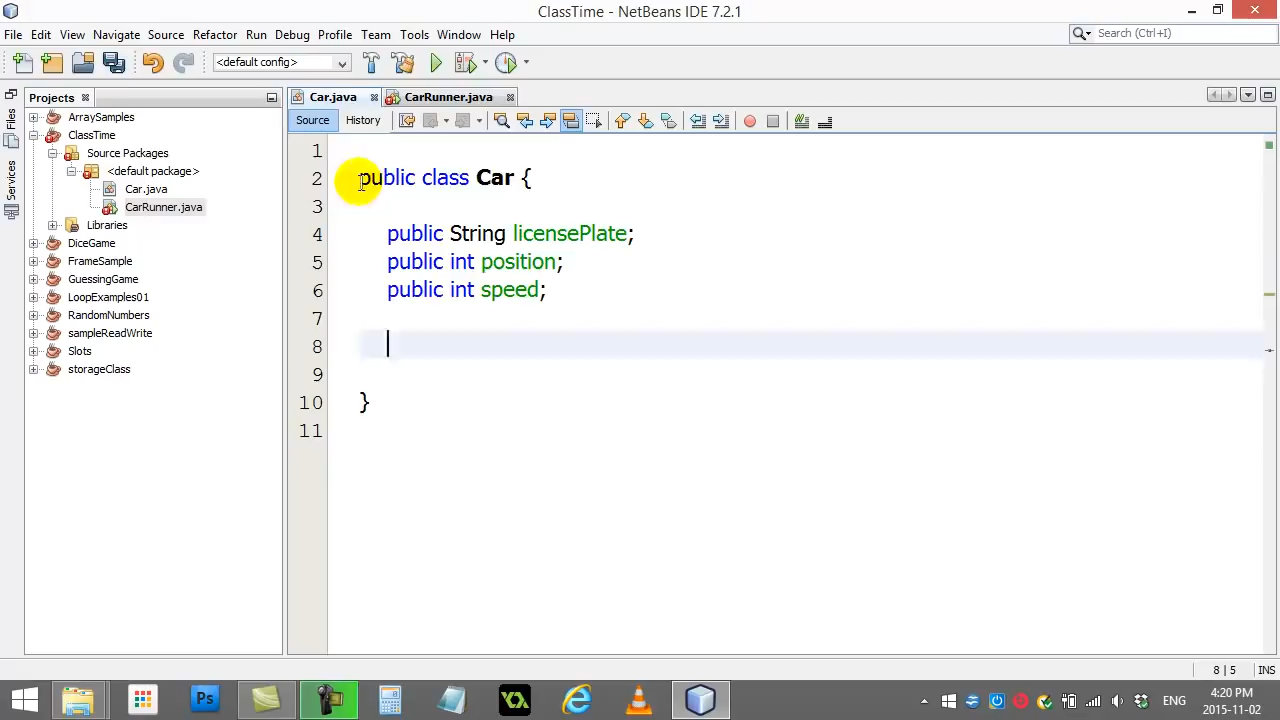 ClassTime - NetBeans IDE 7.2.1
File Edit View Navigate Source Refactor Run Debug Profile Team Tools Window Help
Search (Ctrl+I)
<default config>
Files
Services
Projects
ArraySamples
ClassTime
Source Packages
<default package>
Car.java
CarRunner.java
Libraries
DiceGame
FrameSample
GuessingGame
LoopExamples01
RandomNumbers
sampleReadWrite
Slots
storageClass
Car.java CarRunner.java
Source History
1
2 public class Car {
3
4 public String licensePlate;
5 public int position;
6 public int speed;
7
8
9
10 }
11
8 | 5 INS
Ps
ENG
4:20 PM
2015-11-02